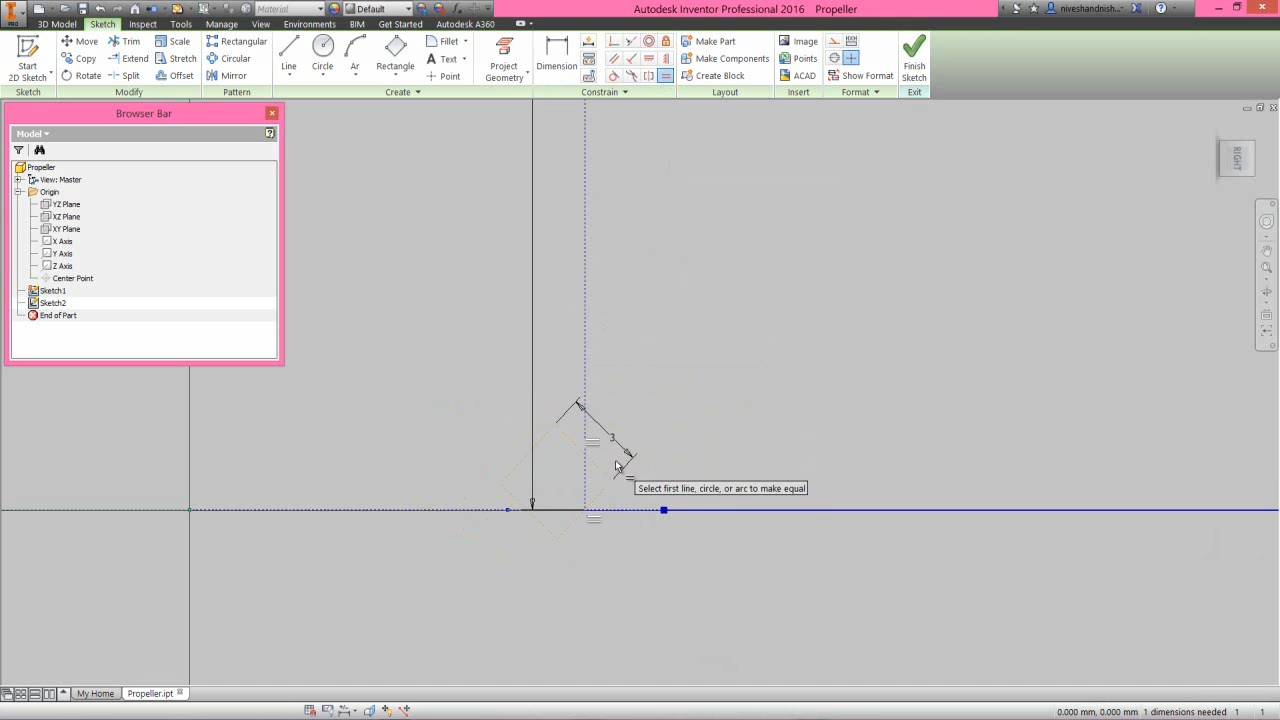 Material Default Autodesk Inventor Professional 2016 Propeller niveshandnish...
PRO 3D Model Sketch Inspect Tools Manage View Environments BIM Get Started Autodesk A360
Move Trim Scale Rectangular Fillet Make Part Image
Copy Extend Stretch Circular Text Make Components Points
Rotate Split Offset Mirror Point Create Block ACAD Show Format
Start
2D Sketch Line Circle Arc Rectangle Project
Geometry Dimension Finish
Sketch
Sketch Modify Pattern Create Constrain Layout Insert Format Exit
Browser Bar
Model
Propeller
View: Master
Origin
YZ Plane
XZ Plane
XY Plane
X Axis
Y Axis
Z Axis
Center Point
Sketch1
Sketch2
End of Part
RIGHT
3
Select first line, circle, or arc to make equal
My Home Propeller.ipt
0.000 mm, 0.000 mm 1 dimensions needed 1 1